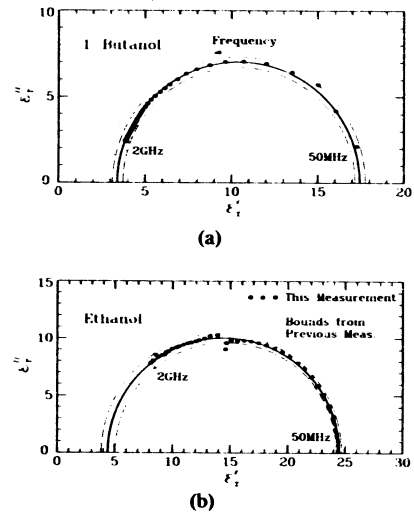 1 Butanol
Frequency
10
5
0
ε″r
2GHz
50MHz
0 5 10 15 20
ε′r
(a)
15
10
5
0
ε″r
Ethanol
This Measurement
Bounds from
Previous Meas.
2GHz
50MHz
0 5 10 15 20 25 30
ε′r
(b)